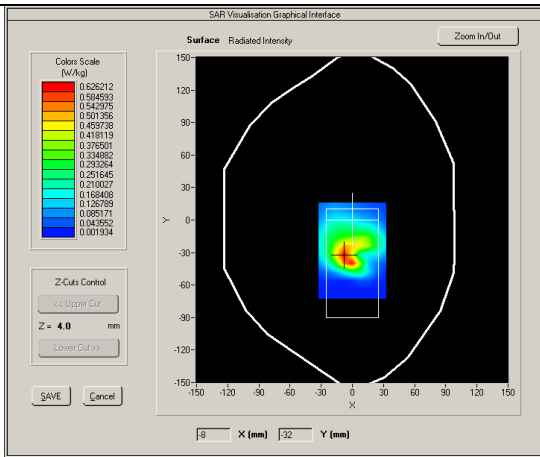 SAR Visualisation Graphical Interface
Surface Radiated Intensity
Zoom In/Out
Colors Scale
(W/kg)
0.626212
0.584593
0.542975
0.501356
0.459738
0.418119
0.376501
0.334882
0.293264
0.251645
0.210027
0.168408
0.126789
0.085171
0.043552
0.001934
Z-Cuts Control
<< Upper Cut
Z = 4.0 mm
Lower Cut >>
SAVE Cancel
150
120
90
60
30
0
-30
-60
-90
-120
-150
Y
-150 -120 -90 -60 -30 0 30 60 90 120 150
X
-8 X (mm) -32 Y (mm)